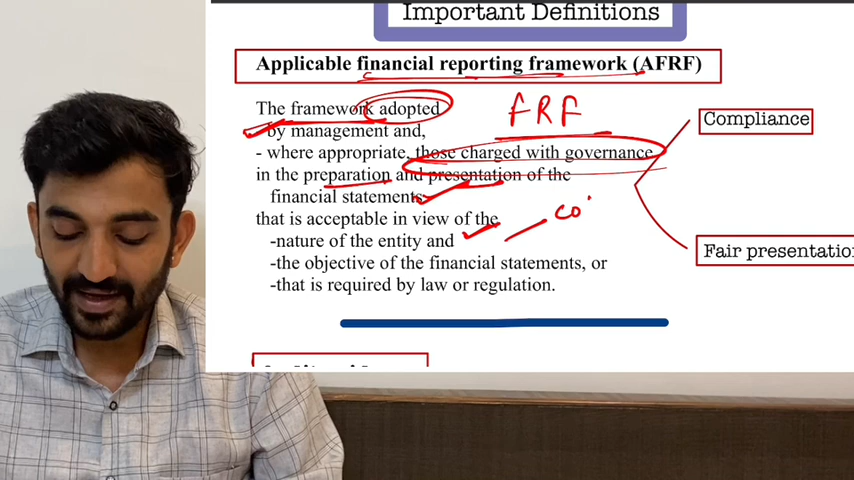 Important Definitions
Applicable financial reporting framework (AFRF)
The framework adopted
by management and,
- where appropriate, those charged with governance
in the preparation and presentation of the
financial statements
that is acceptable in view of the
-nature of the entity and
-the objective of the financial statements, or
-that is required by law or regulation.
FRF
co
Compliance
Fair presentation